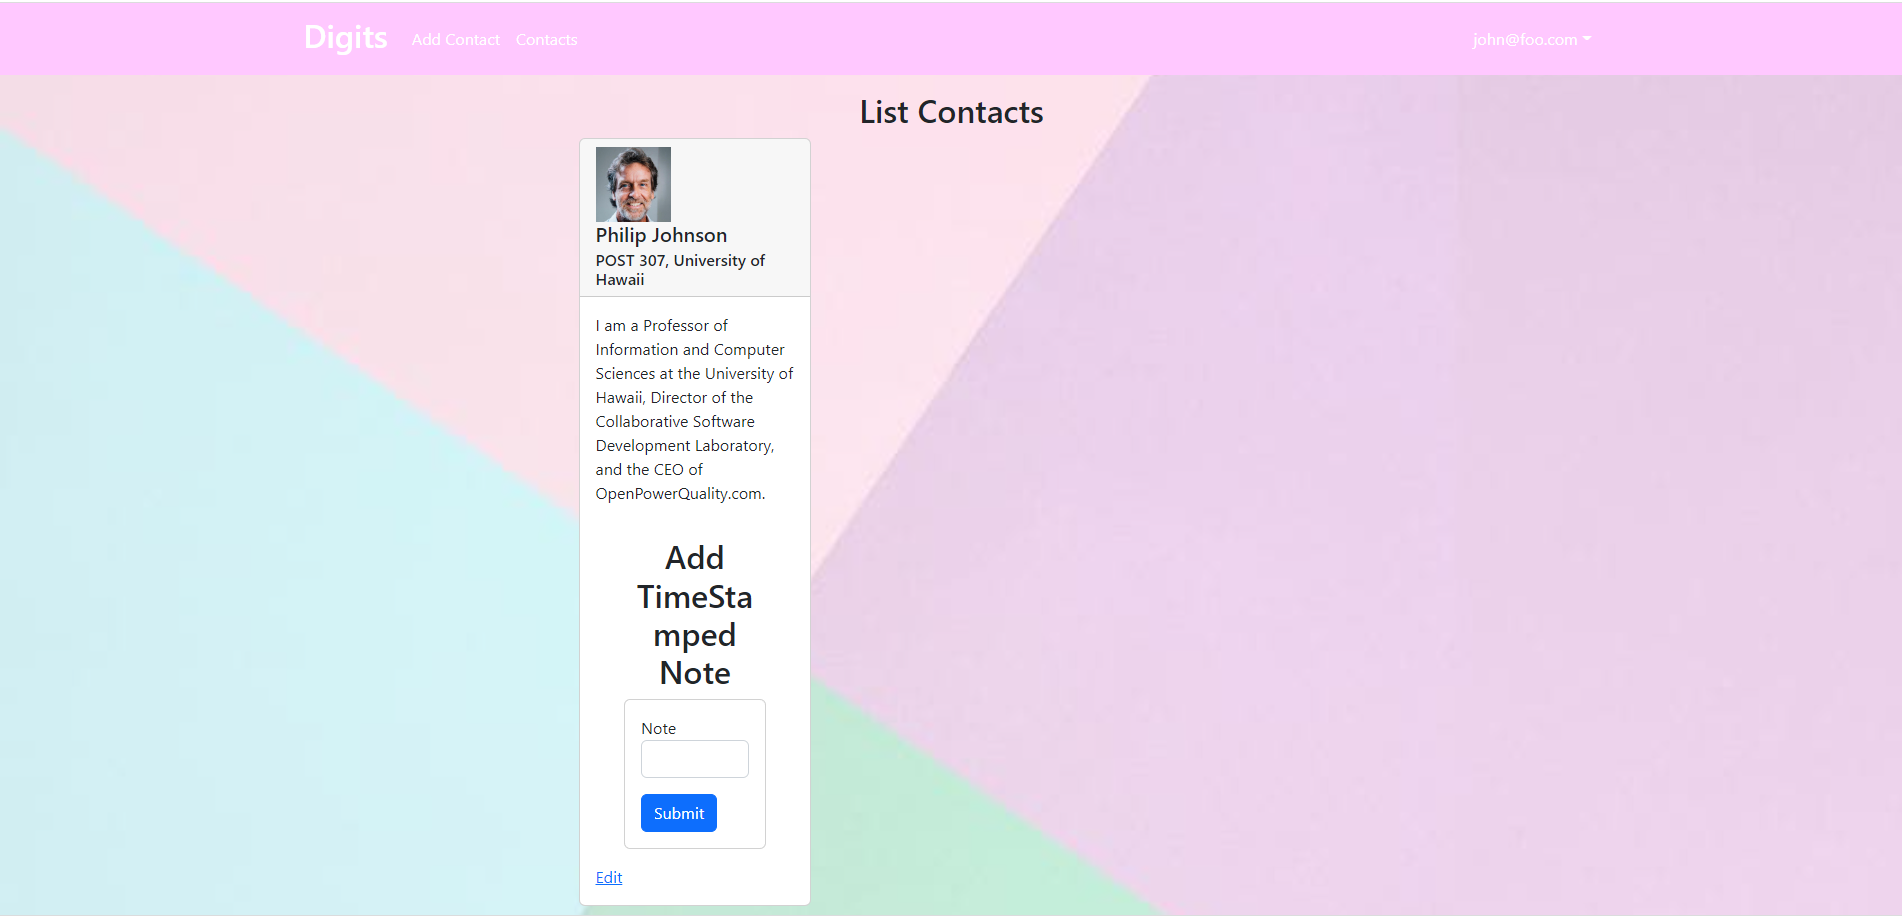 Digits Add Contact Contacts john@foo.com
List Contacts
Philip Johnson
POST 307, University of
Hawaii
I am a Professor of
Information and Computer
Sciences at the University of
Hawaii, Director of the
Collaborative Software
Development Laboratory,
and the CEO of
OpenPowerQuality.com.
Add
TimeSta
mped
Note
Note
Submit
Edit